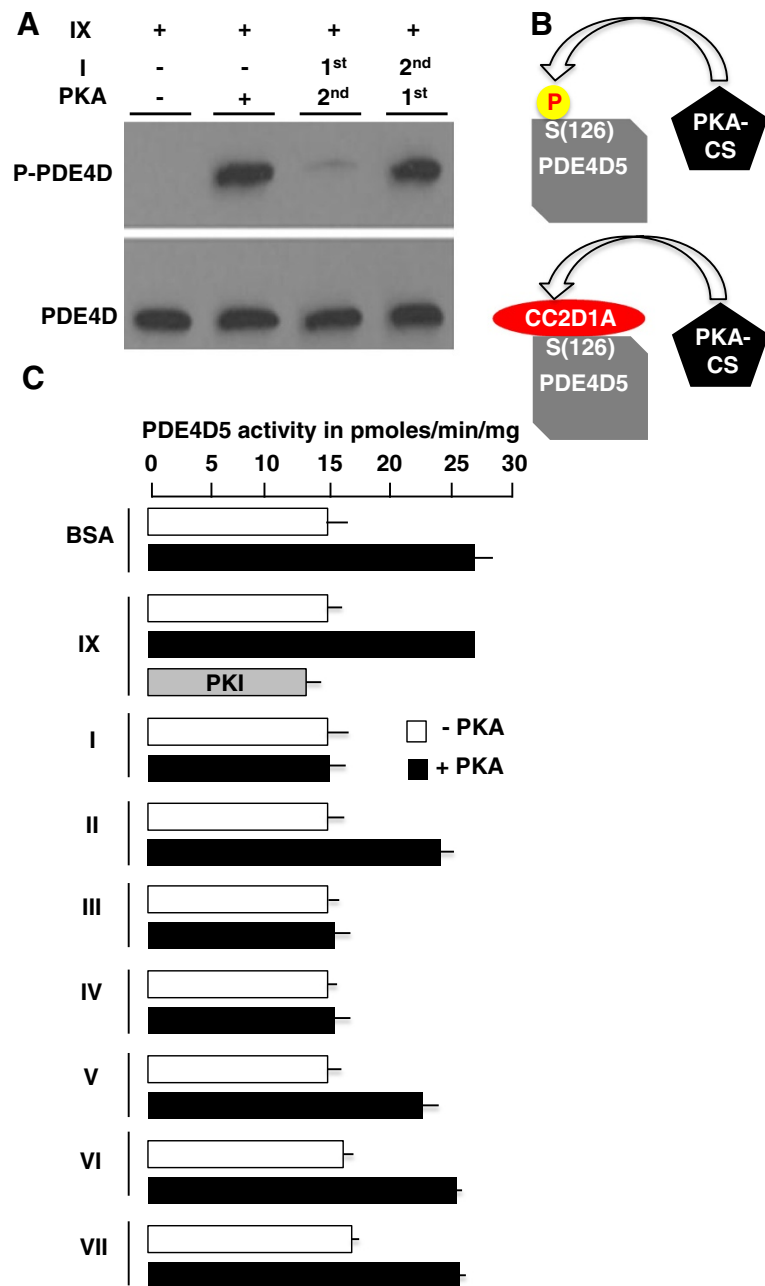 A
IX + + + +
I - - 1st 2nd
PKA - + 2nd 1st
P-PDE4D
PDE4D
B
P
S(126)
PDE4D5
PKA-
CS
CC2D1A
S(126)
PDE4D5
PKA-
CS
C
PDE4D5 activity in pmoles/min/mg
0 5 10 15 20 25 30
BSA
IX
PKI
I
- PKA
+ PKA
II
III
IV
V
VI
VII